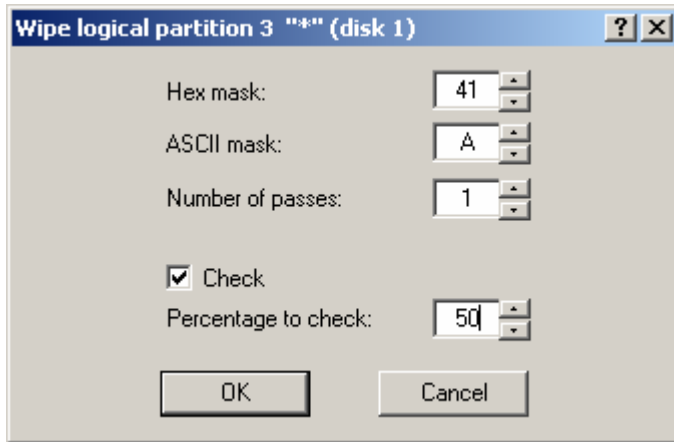 Wipe logical partition 3 "*" (disk 1) ? X
Hex mask: 41
ASCII mask: A
Number of passes: 1
Check
Percentage to check: 50
OK Cancel